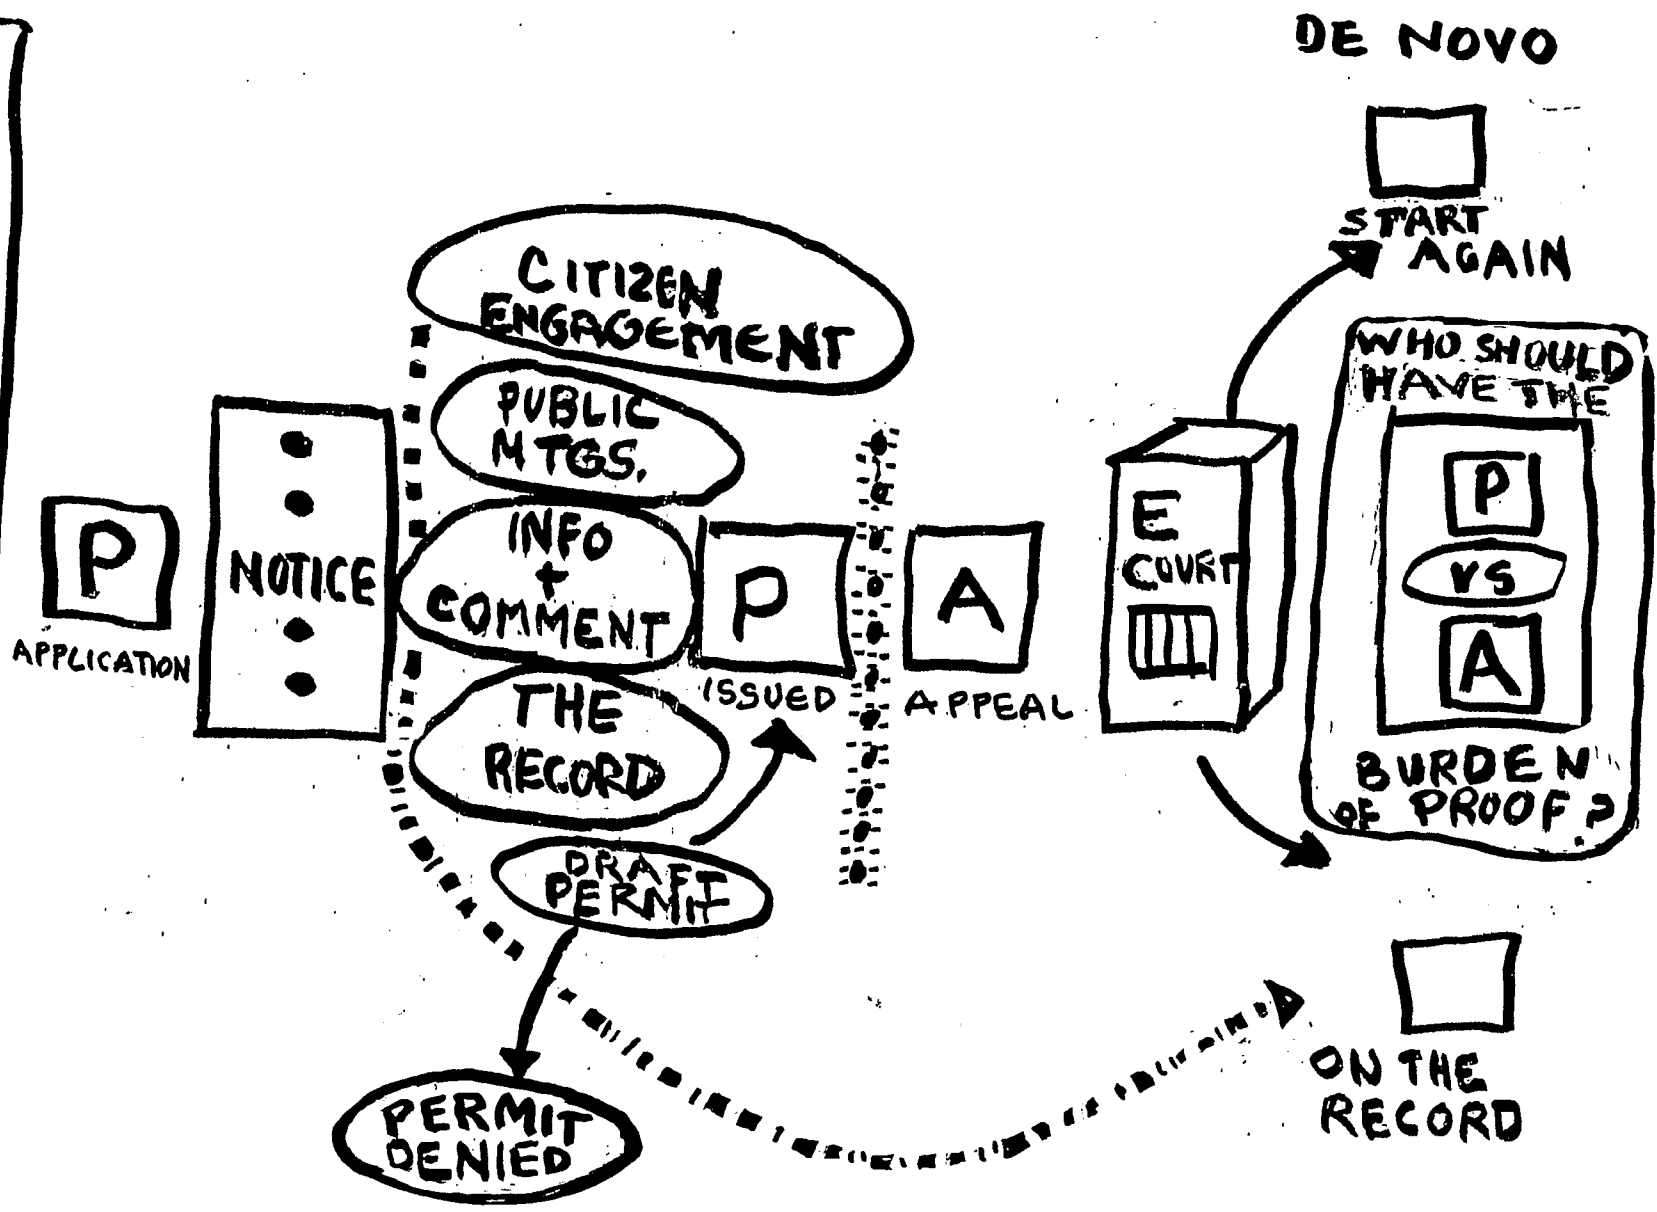 P
APPLICATION
NOTICE
CITIZEN
ENGAGEMENT
PUBLIC
MTGS.
INFO
+
COMMENT
THE
RECORD
DRAFT
PERMIT
PERMIT
DENIED
P
ISSUED
A
APPEAL
E
COURT
DE NOVO
START
AGAIN
WHO SHOULD
HAVE THE
P
VS
A
BURDEN
OF PROOF?
ON THE
RECORD